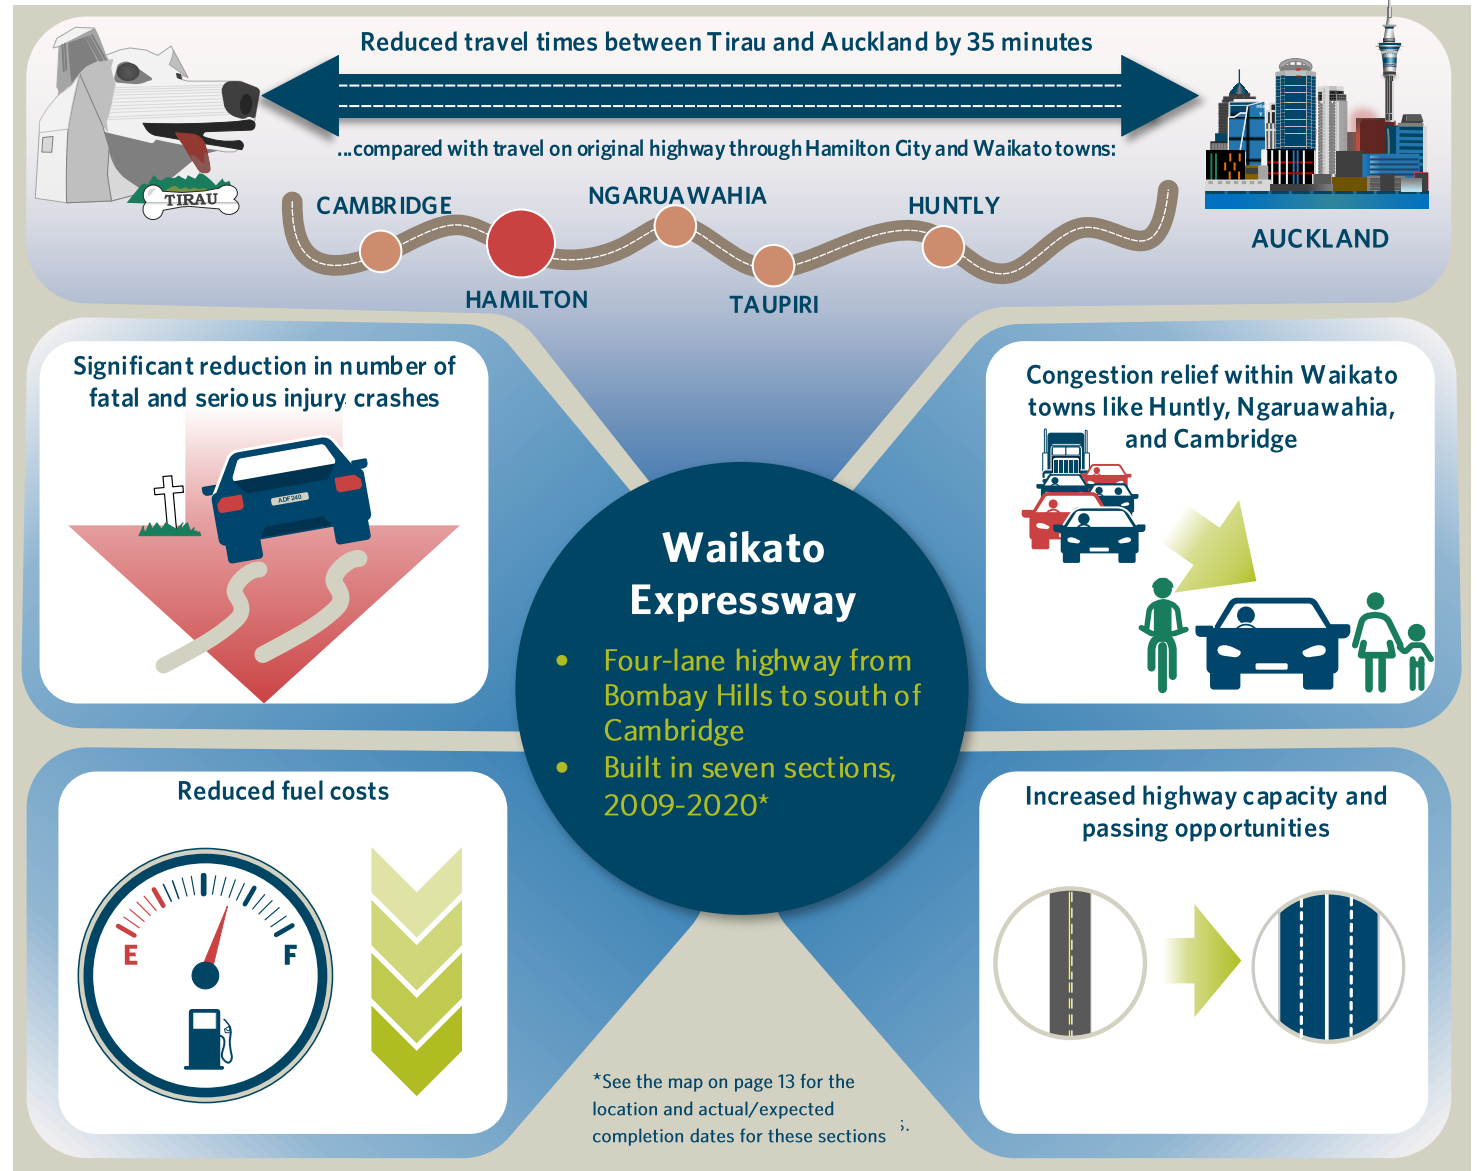 Reduced travel times between Tirau and Auckland by 35 minutes
...compared with travel on original highway through Hamilton City and Waikato towns:
TIRAU
CAMBRIDGE
NGARUAWAHIA
HUNTLY
AUCKLAND
HAMILTON
TAUPIRI
Significant reduction in number of
fatal and serious injury crashes
ADF240
Congestion relief within Waikato
towns like Huntly, Ngaruawahia,
and Cambridge
Waikato
Expressway
• Four-lane highway from
Bombay Hills to south of
Cambridge
• Built in seven sections,
2009-2020*
Reduced fuel costs
E
F
Increased highway capacity and
passing opportunities
*See the map on page 13 for the
location and actual/expected
completion dates for these sections